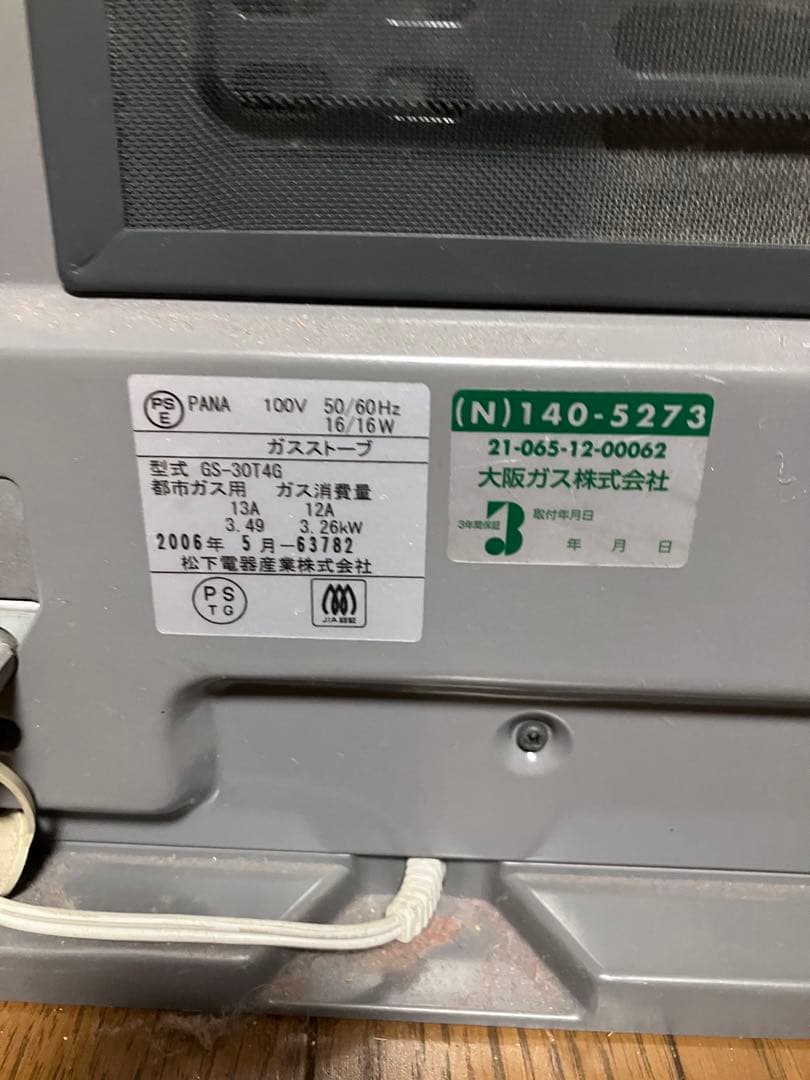 PS E PANA 100V 50/60Hz
16/16W
ガスストーブ
型式 GS-30T4G
都市ガス用 ガス消費量
13A 12A
3.49 3.26kW
2006年 5月-63782
松下電器産業株式会社
PS TG
JIA 認証
(N)140-5273
21-065-12-00062
大阪ガス株式会社
3年間保証 3 取付年月日
年 月 日